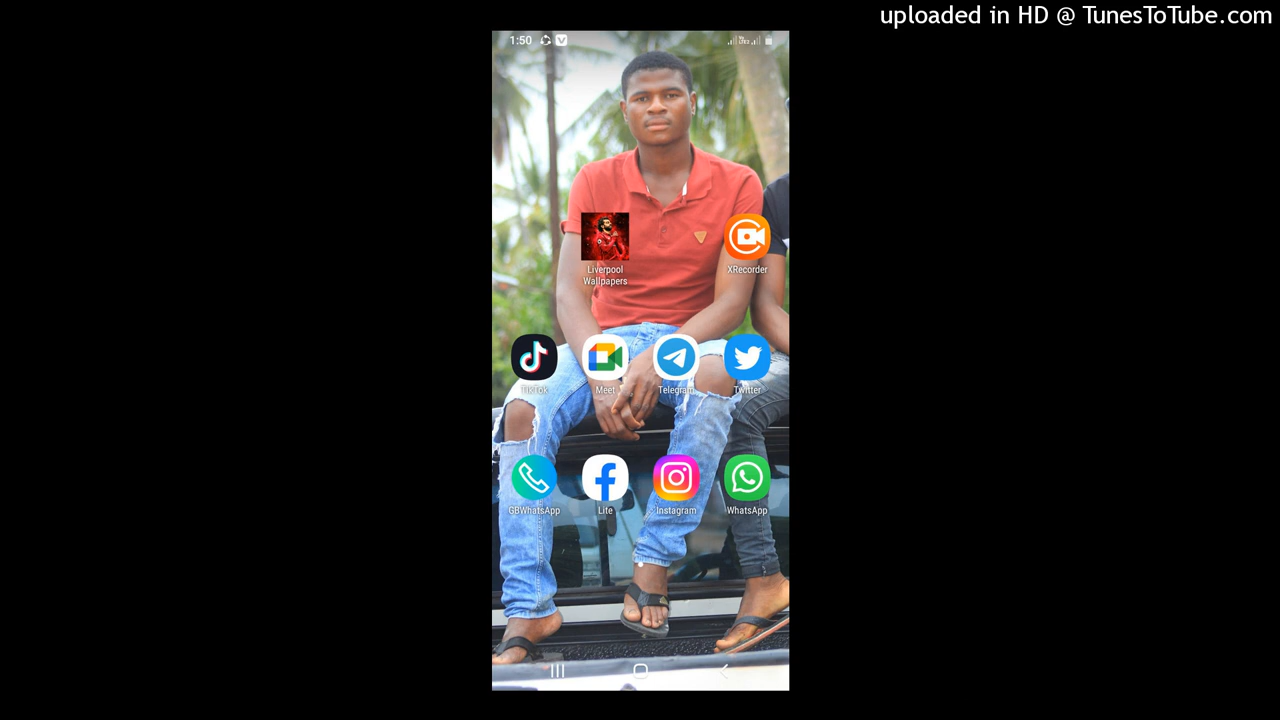 uploaded in HD @ TunesToTube.com
1:50
Liverpool
Wallpapers
XRecorder
TikTok
Meet
Telegram
Twitter
GBWhatsApp
Lite
Instagram
WhatsApp